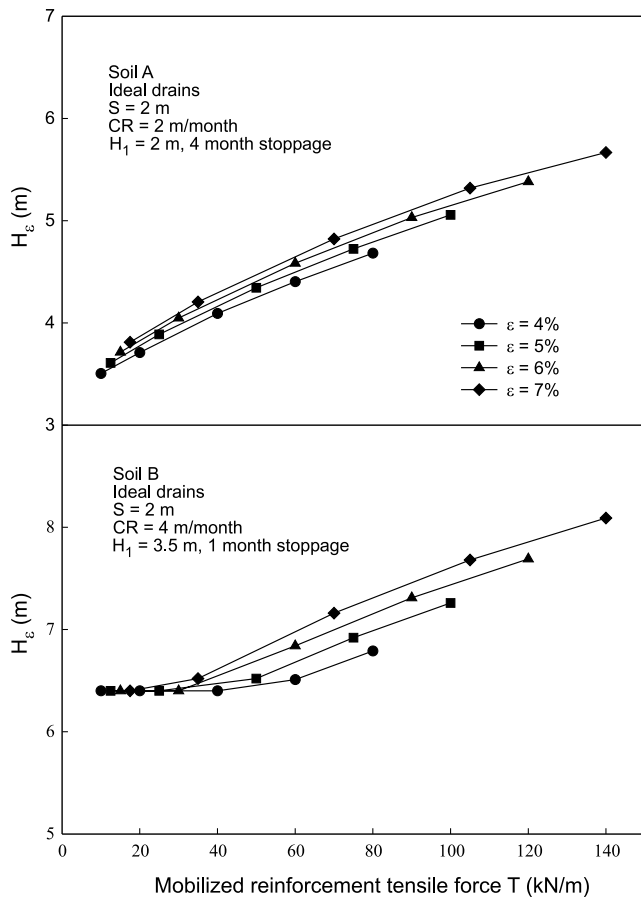 7
6
5
4
3
Hε (m)
Soil A
Ideal drains
S = 2 m
CR = 2 m/month
H1 = 2 m, 4 month stoppage
ε = 4%
ε = 5%
ε = 6%
ε = 7%
8
7
6
5
Hε (m)
Soil B
Ideal drains
S = 2 m
CR = 4 m/month
H1 = 3.5 m, 1 month stoppage
0 20 40 60 80 100 120 140
Mobilized reinforcement tensile force T (kN/m)